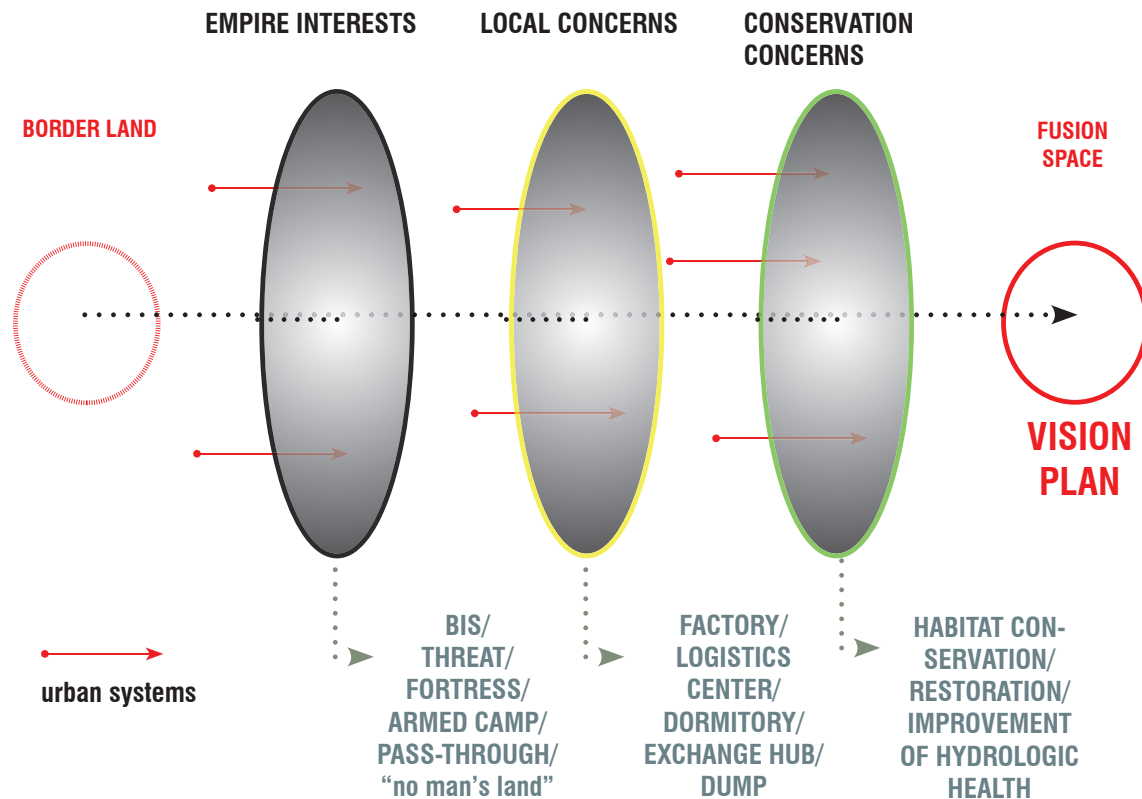 EMPIRE INTERESTS
LOCAL CONCERNS
CONSERVATION
CONCERNS
BORDER LAND
FUSION
SPACE
VISION
PLAN
urban systems
BIS/
THREAT/
FORTRESS/
ARMED CAMP/
PASS-THROUGH/
“no man’s land”
FACTORY/
LOGISTICS
CENTER/
DORMITORY/
EXCHANGE HUB/
DUMP
HABITAT CON-
SERVATION/
RESTORATION/
IMPROVEMENT
OF HYDROLOGIC
HEALTH